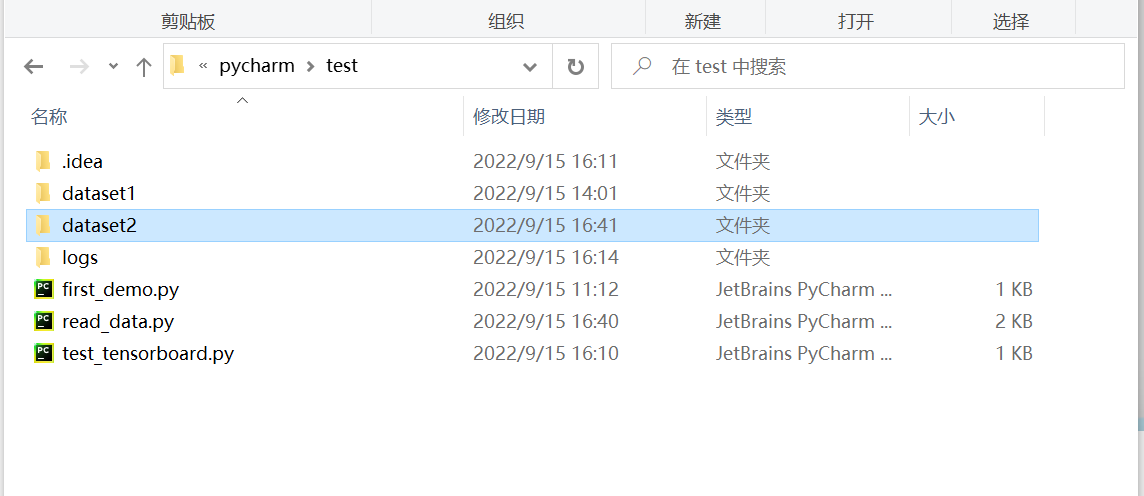 剪贴板 组织 新建 打开 选择
« pycharm > test 在 test 中搜索
名称 修改日期 类型 大小
.idea 2022/9/15 16:11 文件夹
dataset1 2022/9/15 14:01 文件夹
dataset2 2022/9/15 16:41 文件夹
logs 2022/9/15 16:14 文件夹
PC first_demo.py 2022/9/15 11:12 JetBrains PyCharm ... 1 KB
PC read_data.py 2022/9/15 16:40 JetBrains PyCharm ... 2 KB
PC test_tensorboard.py 2022/9/15 16:10 JetBrains PyCharm ... 1 KB